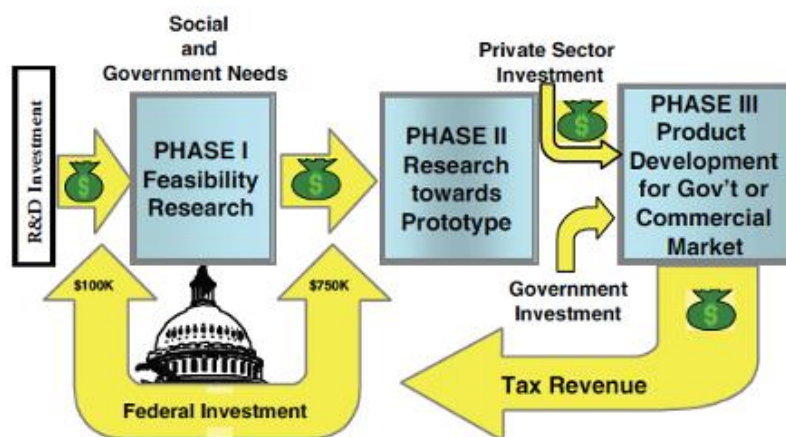 Social
and
Government Needs
Private Sector
Investment
R&D Investment
$
PHASE I
Feasibility
Research
$
PHASE II
Research
towards
Prototype
$
PHASE III
Product
Development
for Gov't or
Commercial
Market
$100K
$750K
Government
Investment
$
Federal Investment
Tax Revenue